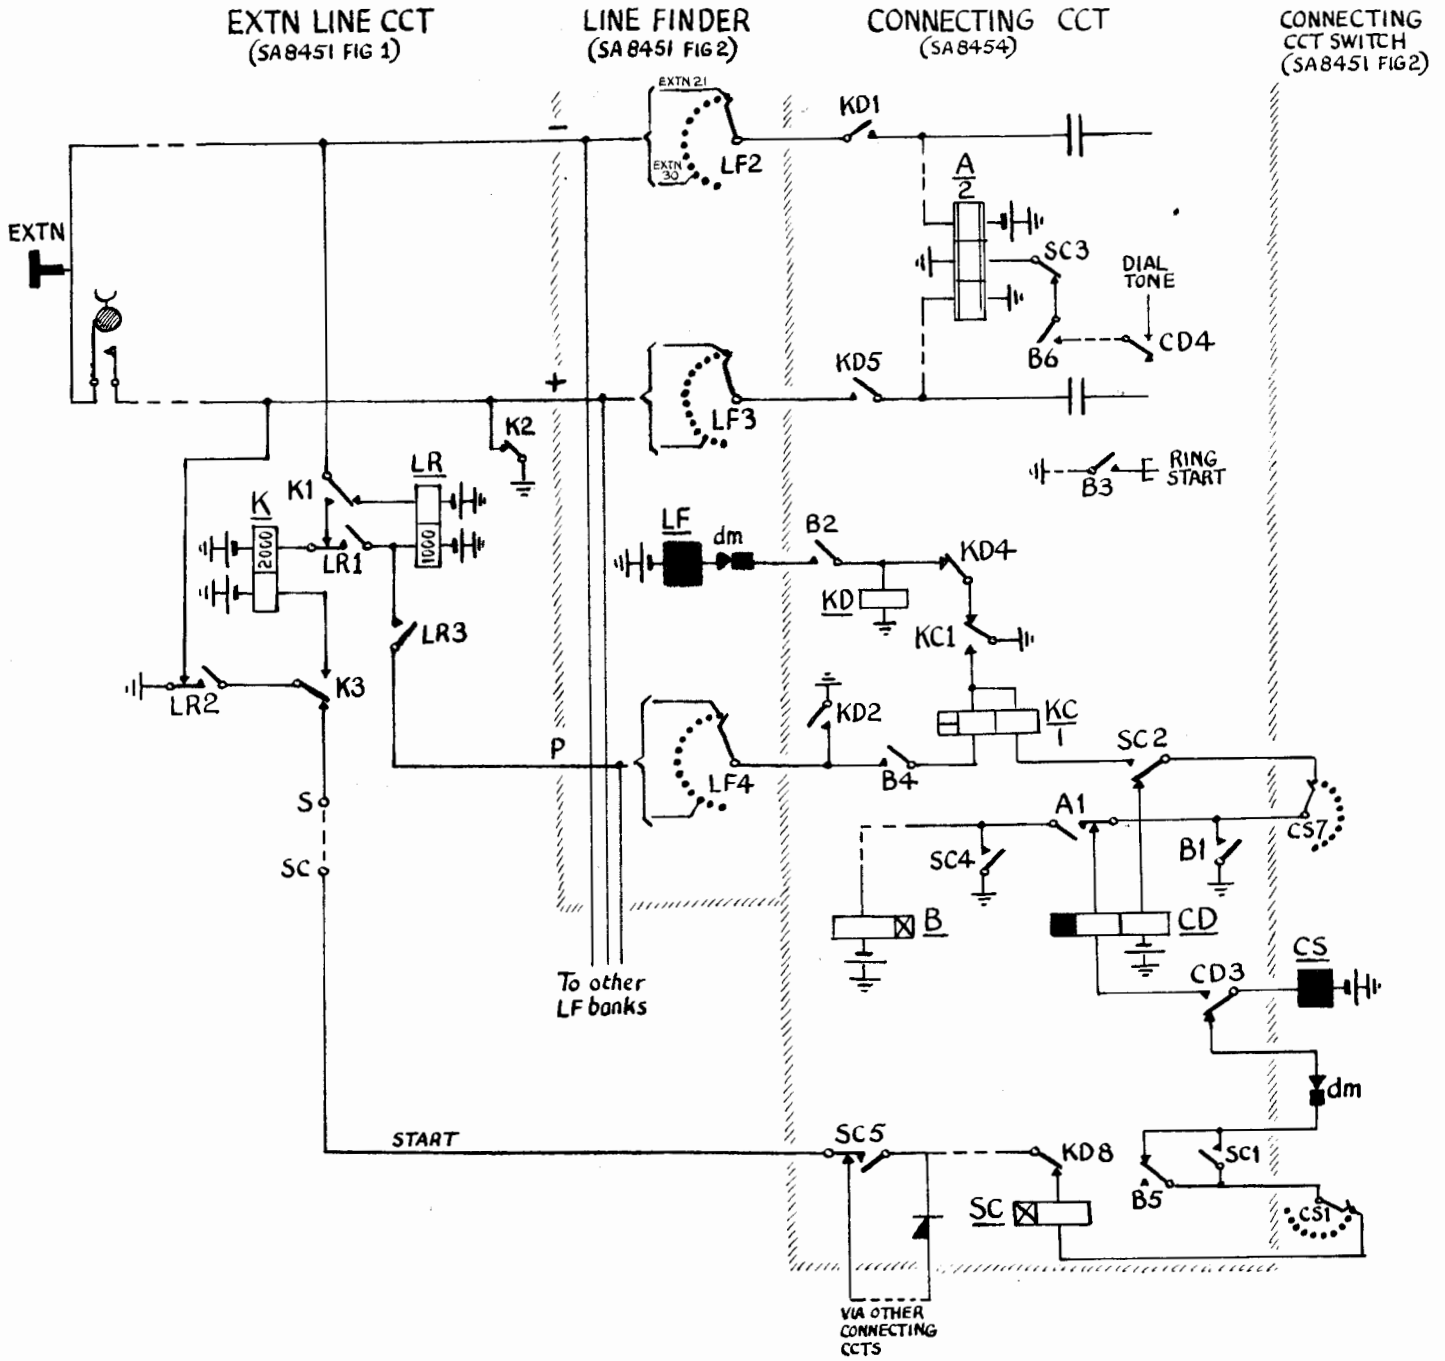 EXTN LINE CCT
(SA8451 FIG 1)
LINE FINDER
(SA8451 FIG2)
CONNECTING CCT
(SA8454)
CONNECTING
CCT SWITCH
(SA8451 FIG2)
EXTN 21
EXTN
30
LF2
KD1
A
2
EXTN
SC3
DIAL
TONE
B6
CD4
KD5
LF3
K2
K1
LR
K
2000
1000
LR1
LR3
LR2
K3
RING
START
B3
LF
dm
B2
KD4
KD
KC1
KD2
KC
1
SC2
P
LF4
B4
S
SC
A1
SC4
B1
CS7
B
CD
CS
CD3
To other
LF banks
dm
START
SC5
KD8
SC1
B5
SC
CS1
VIA OTHER
CONNECTING
CCTS